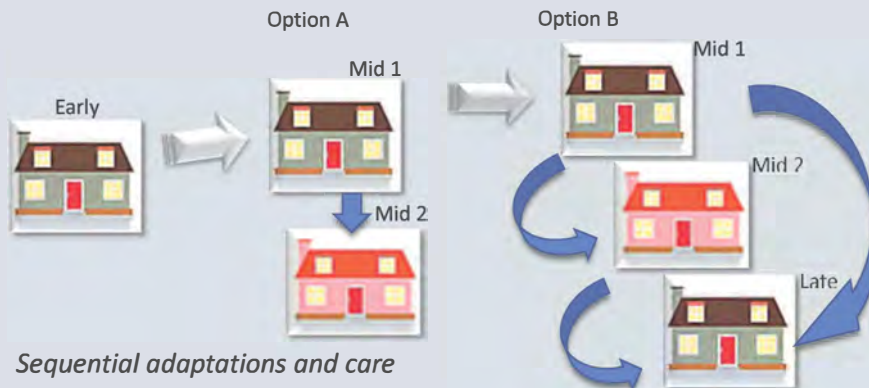 Option A
Option B
Early
Mid 1
Mid 2
Mid 1
Mid 2
Late
Sequential adaptations and care